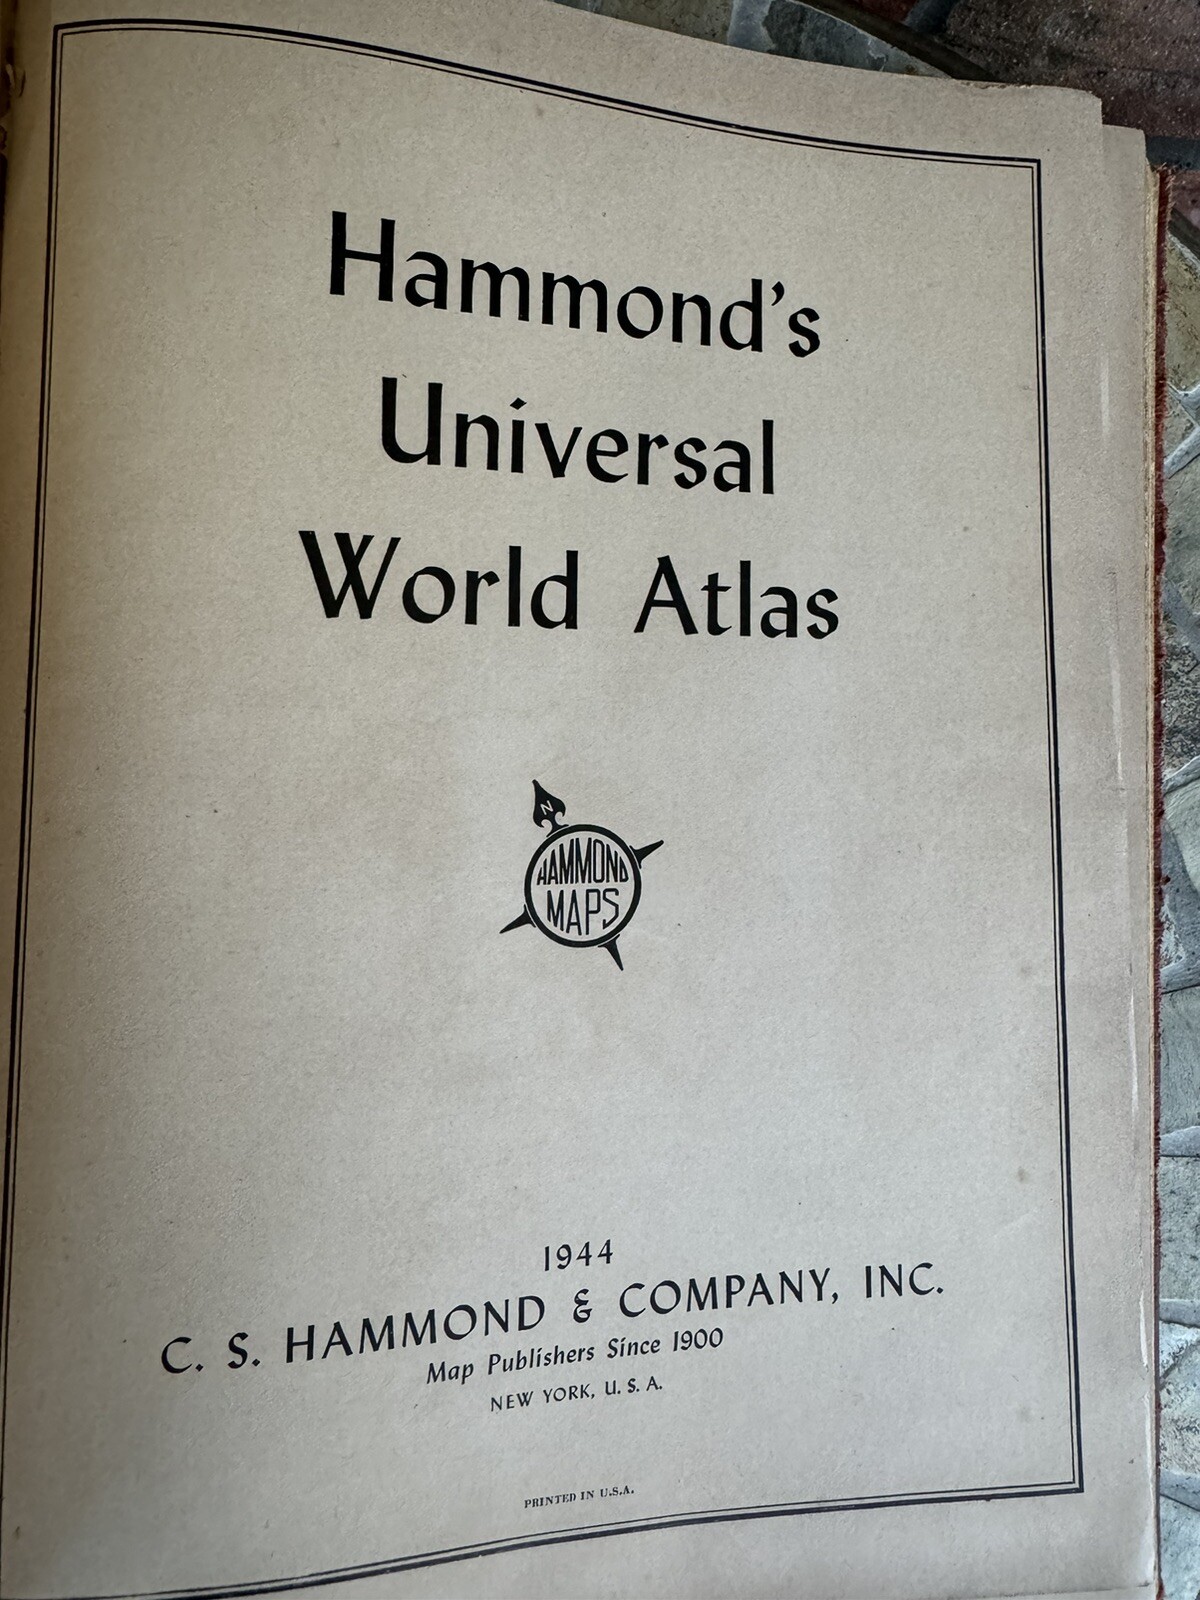 Hammond's
Universal
World Atlas
N
HAMMOND
MAPS
1944
C. S. HAMMOND & COMPANY, INC.
Map Publishers Since 1900
NEW YORK, U. S. A.
PRINTED IN U.S.A.